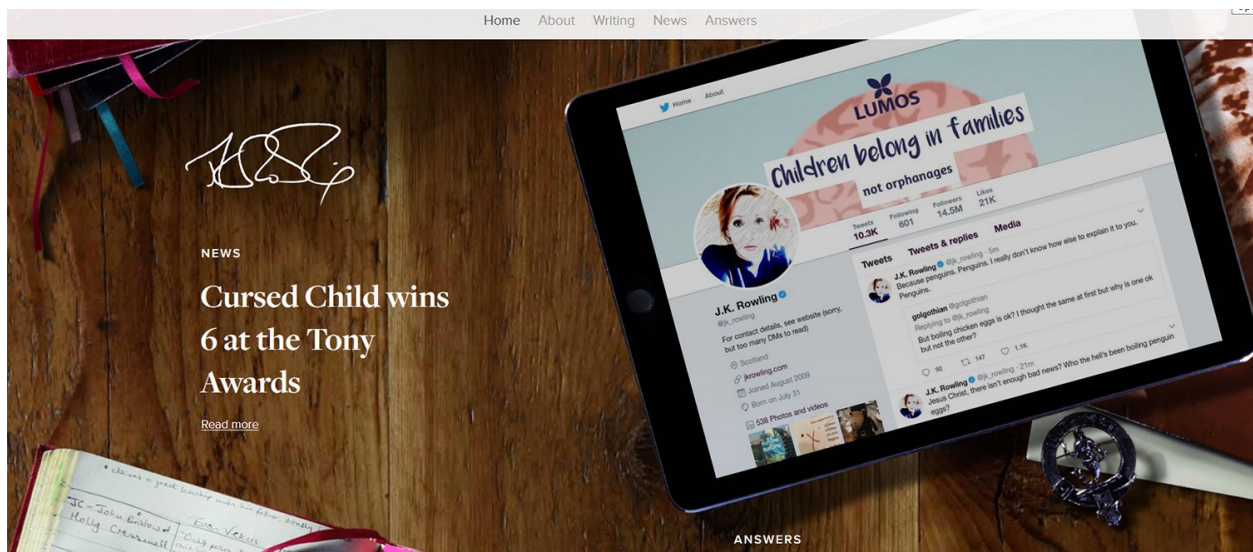 Home About Writing News Answers
NEWS
Cursed Child wins
6 at the Tony
Awards
Read more
Home About
LUMOS
Children belong in families
not orphanages
Tweets Following Followers Likes
10.3K 601 14.5M 21K
J.K. Rowling
@jk_rowling
For contact details, see website (sorry,
but too many DMs to read)
Scotland
jkrowling.com
Joined August 2009
Born on July 31
538 Photos and videos
Tweets Tweets & replies Media
J.K. Rowling @jk_rowling · 5m
Because penguins. Penguins. I really don't know how else to explain it to you.
Penguins.
golgothian @golgothian
Replying to @jk_rowling
But boiling chicken eggs is ok? I thought the same at first but why is one ok
but not the other?
92 147 1.1K
J.K. Rowling @jk_rowling · 21m
Jesus Christ, there isn't enough bad news? Who the hell's been boiling penguin
eggs?
JC - John
Holly
ANSWERS